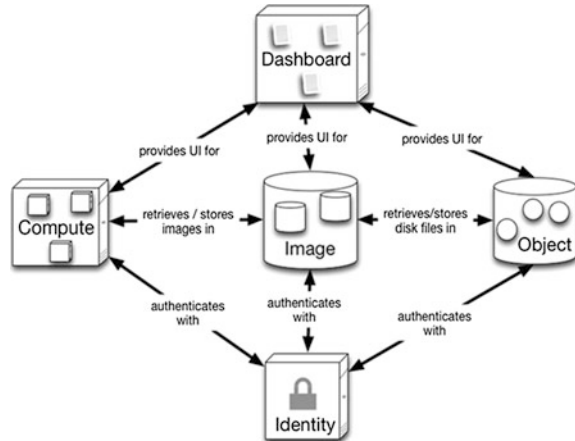 Dashboard
provides UI for
provides UI for
provides UI for
Compute
retrieves / stores
images in
Image
retrieves/stores
disk files in
Object
authenticates
with
authenticates
with
authenticates
with
Identity